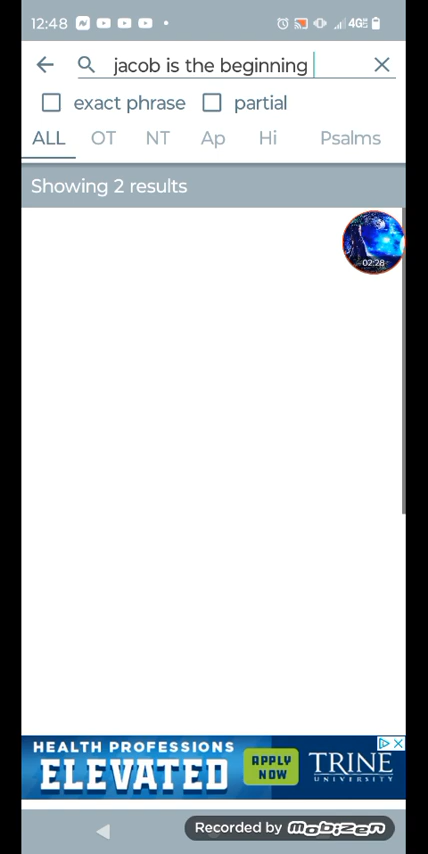 12:48
4G
jacob is the beginning
exact phrase
partial
ALL OT NT Ap Hi Psalms
Showing 2 results
02:28
HEALTH PROFESSIONS
ELEVATED
APPLY
NOW
TRINE
UNIVERSITY
Recorded by Mobizen